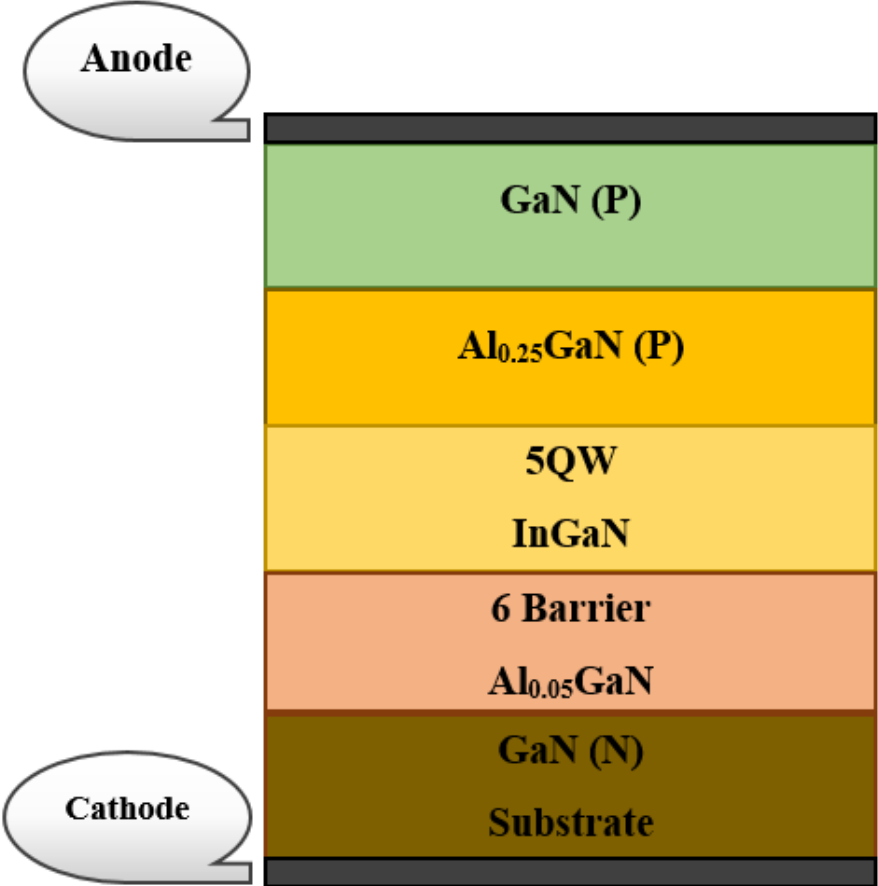 Anode
GaN (P)
Al₀.₂₅GaN (P)
5QW
InGaN
6 Barrier
Al₀.₀₅GaN
GaN (N)
Cathode
Substrate